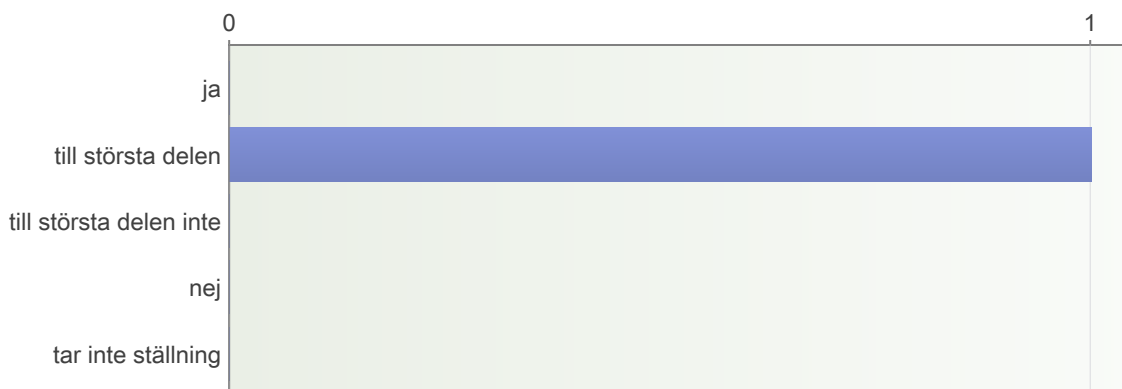 0 1
ja
till största delen
till största delen inte
nej
tar inte ställning